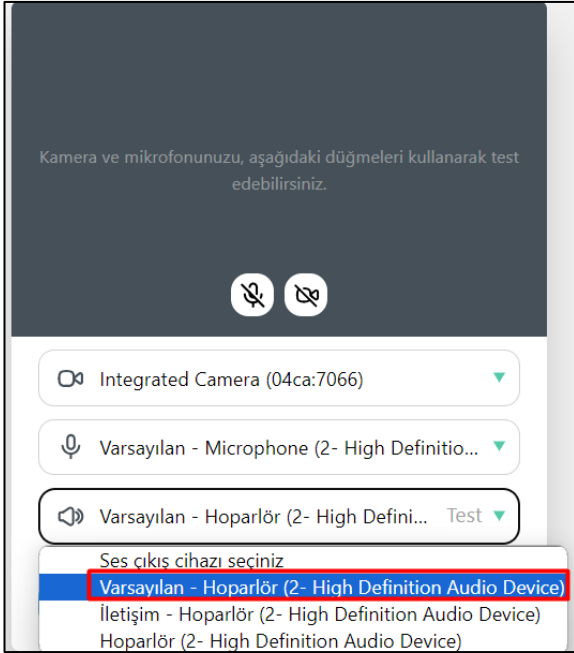 Kamera ve mikrofonunuzu, aşağıdaki düğmeleri kullanarak test
edebilirsiniz.
Integrated Camera (04ca:7066)
Varsayılan - Microphone (2- High Definitio...
Varsayılan - Hoparlör (2- High Defini... Test
Ses çıkış cihazı seçiniz
Varsayılan - Hoparlör (2- High Definition Audio Device)
İletişim - Hoparlör (2- High Definition Audio Device)
Hoparlör (2- High Definition Audio Device)